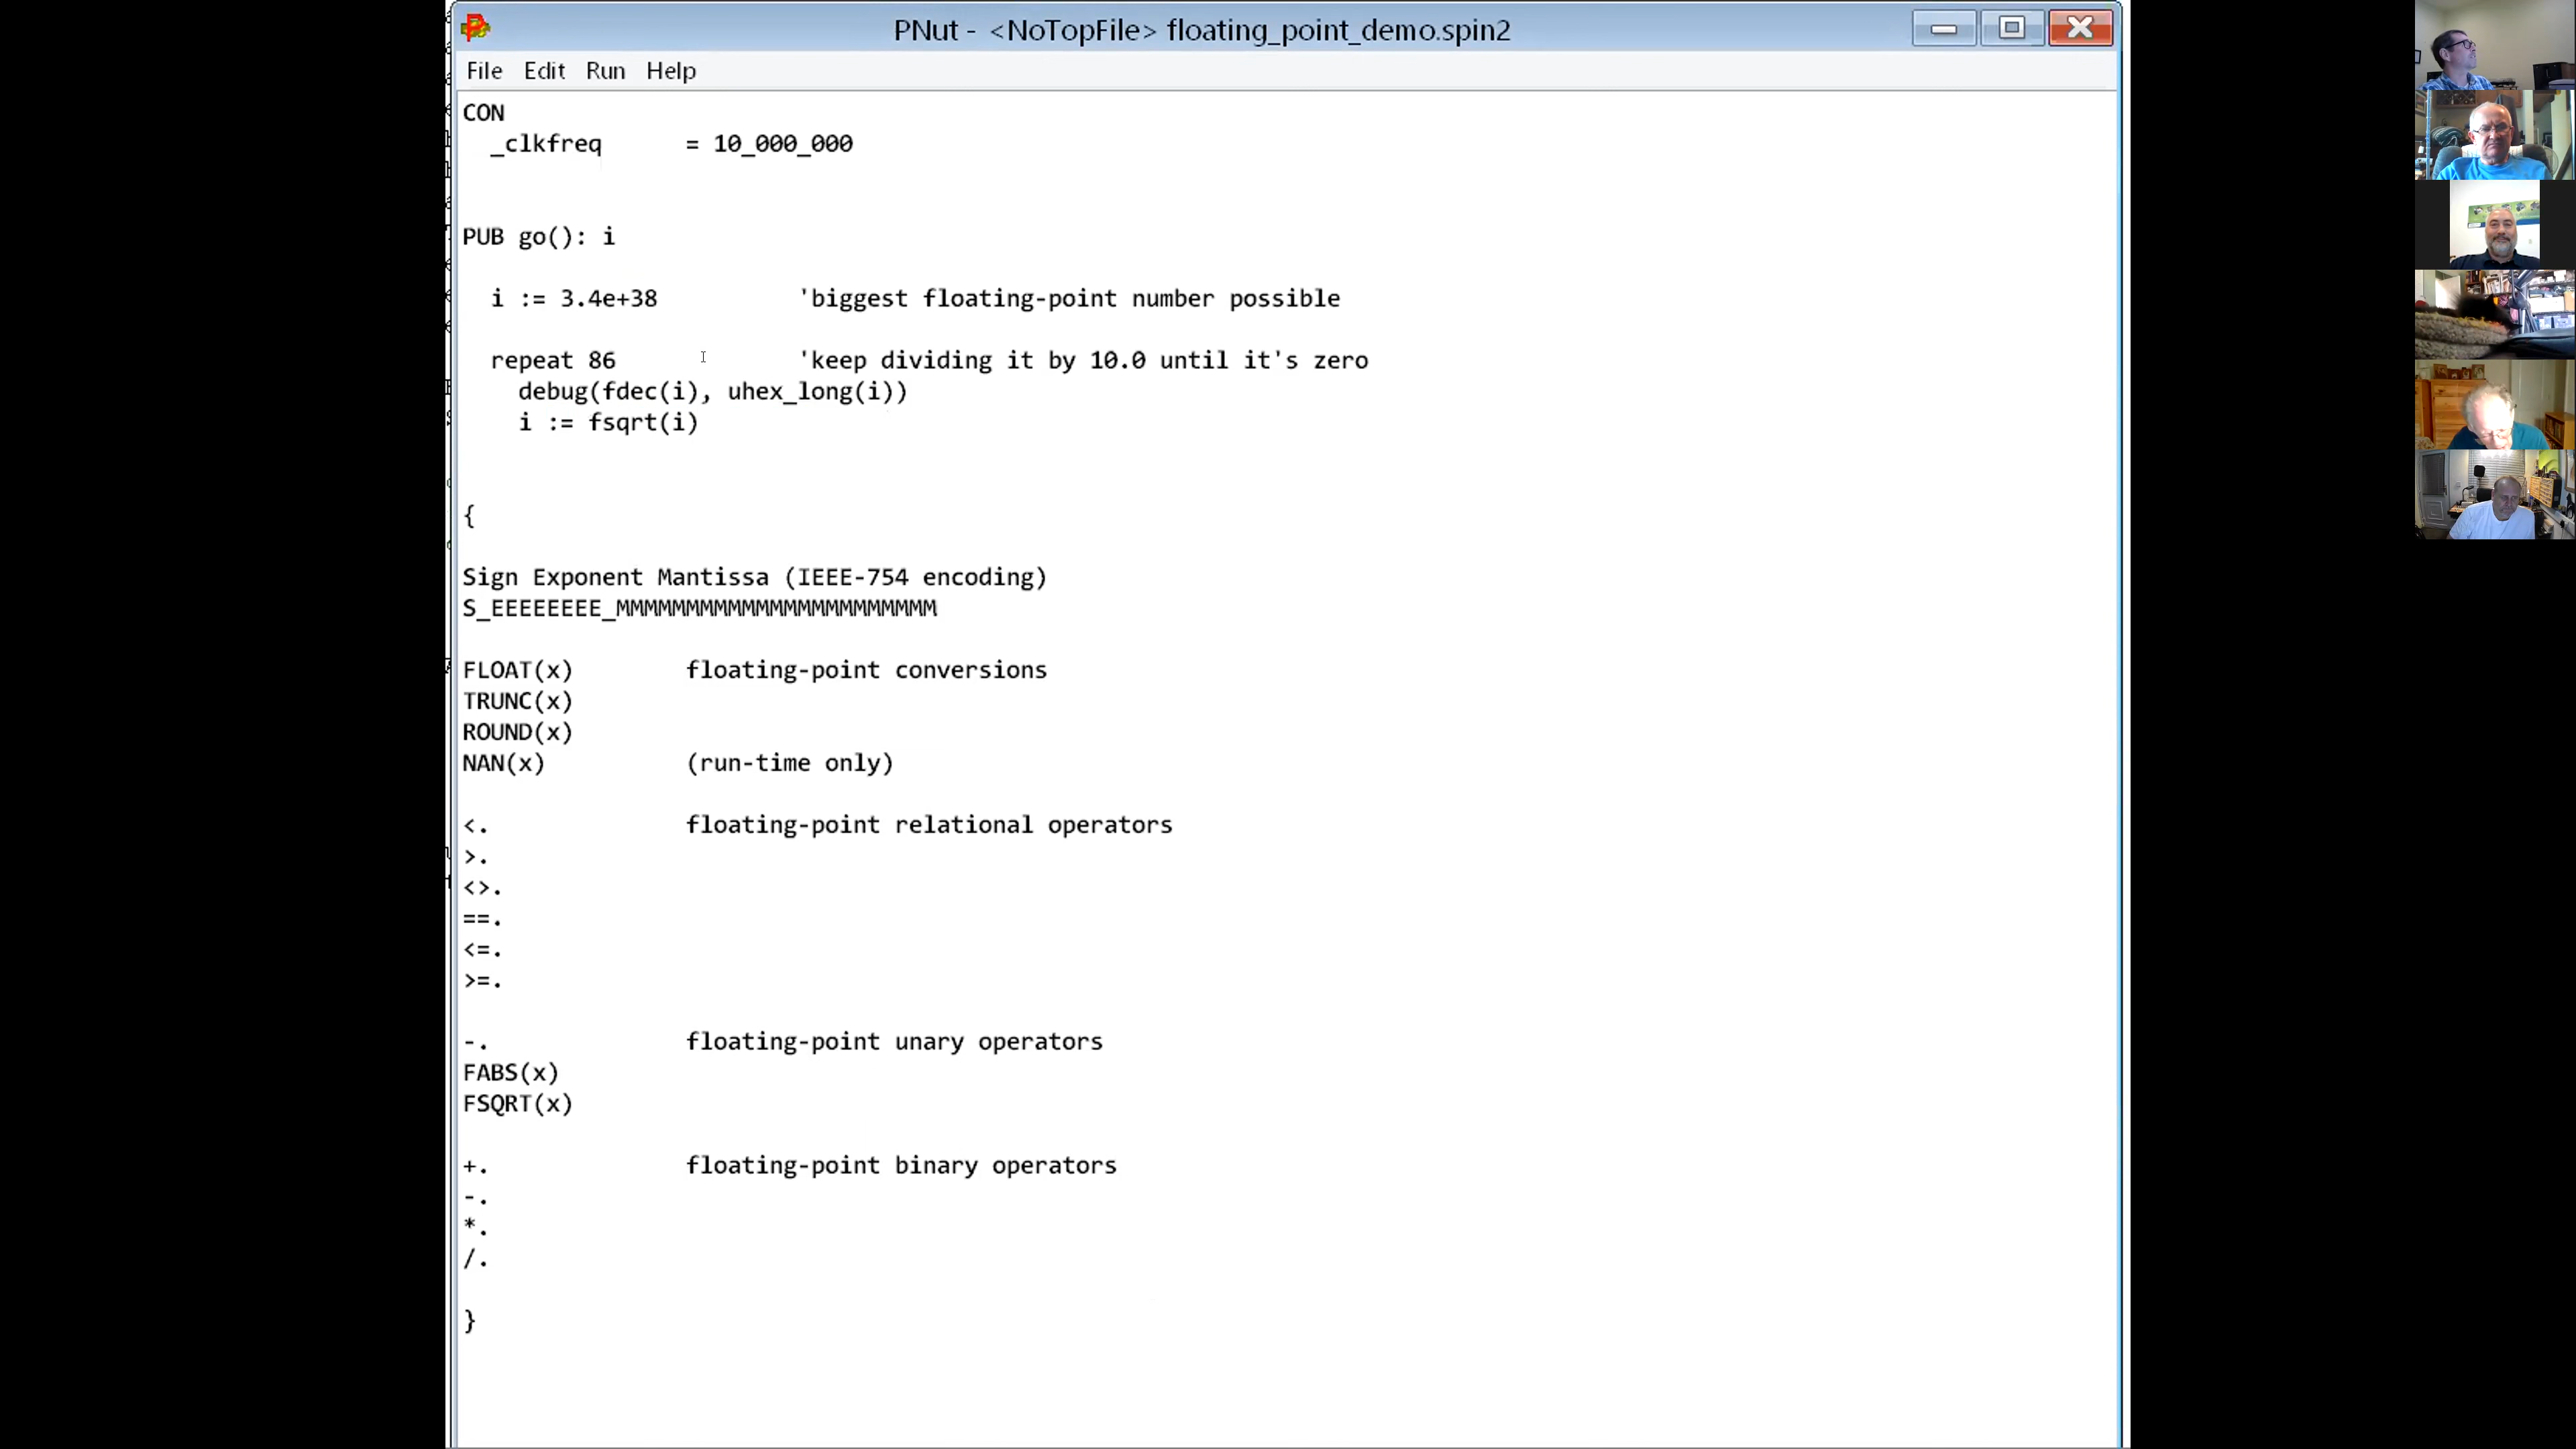 PNut - <NoTopFile> floating_point_demo.spin2
File Edit Run Help
CON
_clkfreq = 10_000_000
PUB go(): i
i := 3.4e+38 'biggest floating-point number possible
repeat 86 'keep dividing it by 10.0 until it's zero
debug(fdec(i), uhex_long(i))
i := fsqrt(i)
{
Sign Exponent Mantissa (IEEE-754 encoding)
S_EEEEEEEE_MMMMMMMMMMMMMMMMMMMMMMM
FLOAT(x) floating-point conversions
TRUNC(x)
ROUND(x)
NAN(x) (run-time only)
<. floating-point relational operators
>.
<>.
==.
<=.
>=.
-. floating-point unary operators
FABS(x)
FSQRT(x)
+. floating-point binary operators
-.
*.
/.
}